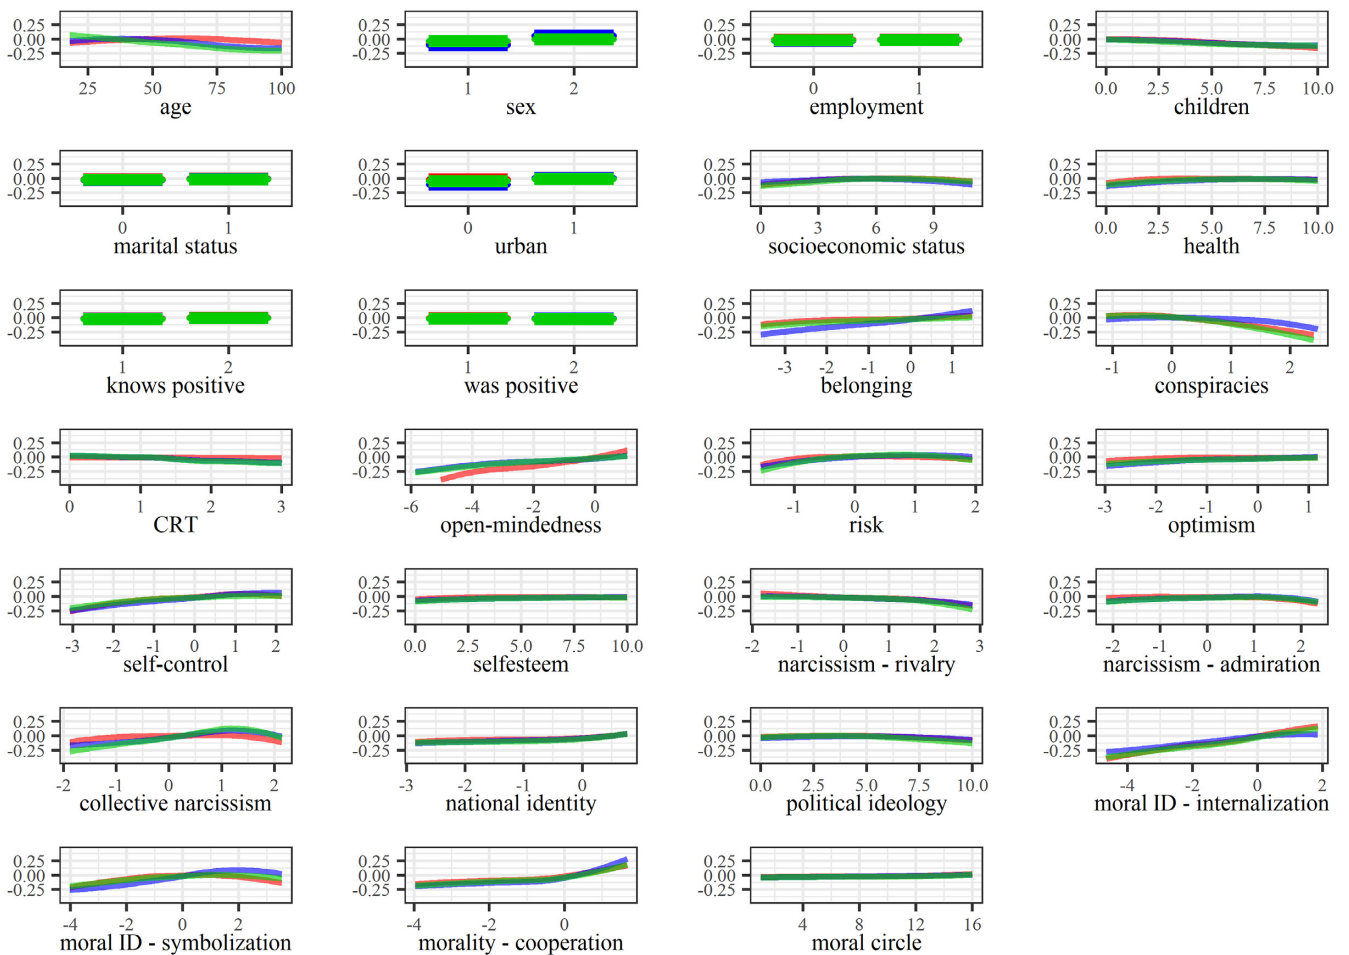 0.25 0.25 0.25 0.25
0.00 0.00 0.00 0.00
-0.25 -0.25 -0.25 -0.25
25 50 75 100 1 2 0 1 0.0 2.5 5.0 7.5 10.0
age sex employment children
0.25 0.25 0.25 0.25
0.00 0.00 0.00 0.00
-0.25 -0.25 -0.25 -0.25
0 1 0 1 0 3 6 9 0.0 2.5 5.0 7.5 10.0
marital status urban socioeconomic status health
0.25 0.25 0.25 0.25
0.00 0.00 0.00 0.00
-0.25 -0.25 -0.25 -0.25
1 2 1 2 -3 -2 -1 0 1 -1 0 1 2
knows positive was positive belonging conspiracies
0.25 0.25 0.25 0.25
0.00 0.00 0.00 0.00
-0.25 -0.25 -0.25 -0.25
0 1 2 3 -6 -4 -2 0 -1 0 1 2 -3 -2 -1 0 1
CRT open-mindedness risk optimism
0.25 0.25 0.25 0.25
0.00 0.00 0.00 0.00
-0.25 -0.25 -0.25 -0.25
-3 -2 -1 0 1 2 0.0 2.5 5.0 7.5 10.0 -2 -1 0 1 2 3 -2 -1 0 1 2
self-control selfesteem narcissism - rivalry narcissism - admiration
0.25 0.25 0.25 0.25
0.00 0.00 0.00 0.00
-0.25 -0.25 -0.25 -0.25
-2 -1 0 1 2 -3 -2 -1 0 0.0 2.5 5.0 7.5 10.0 -4 -2 0 2
collective narcissism national identity political ideology moral ID - internalization
0.25 0.25 0.25
0.00 0.00 0.00
-0.25 -0.25 -0.25
-4 -2 0 2 -4 -2 0 4 8 12 16
moral ID - symbolization morality - cooperation moral circle